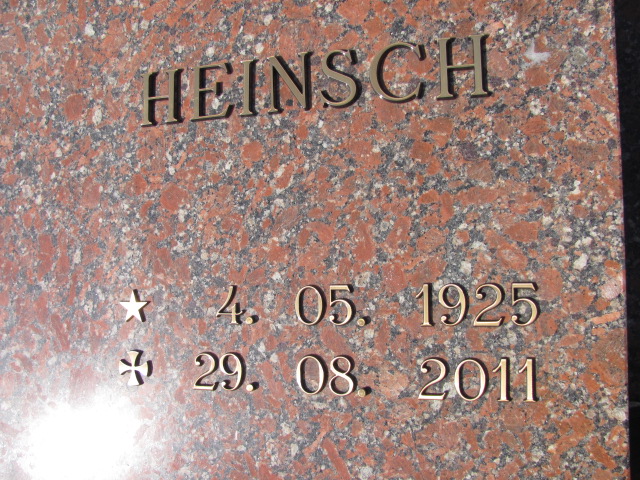 HEINSCH
★ 4. 05. 1925
✠ 29. 08. 2011